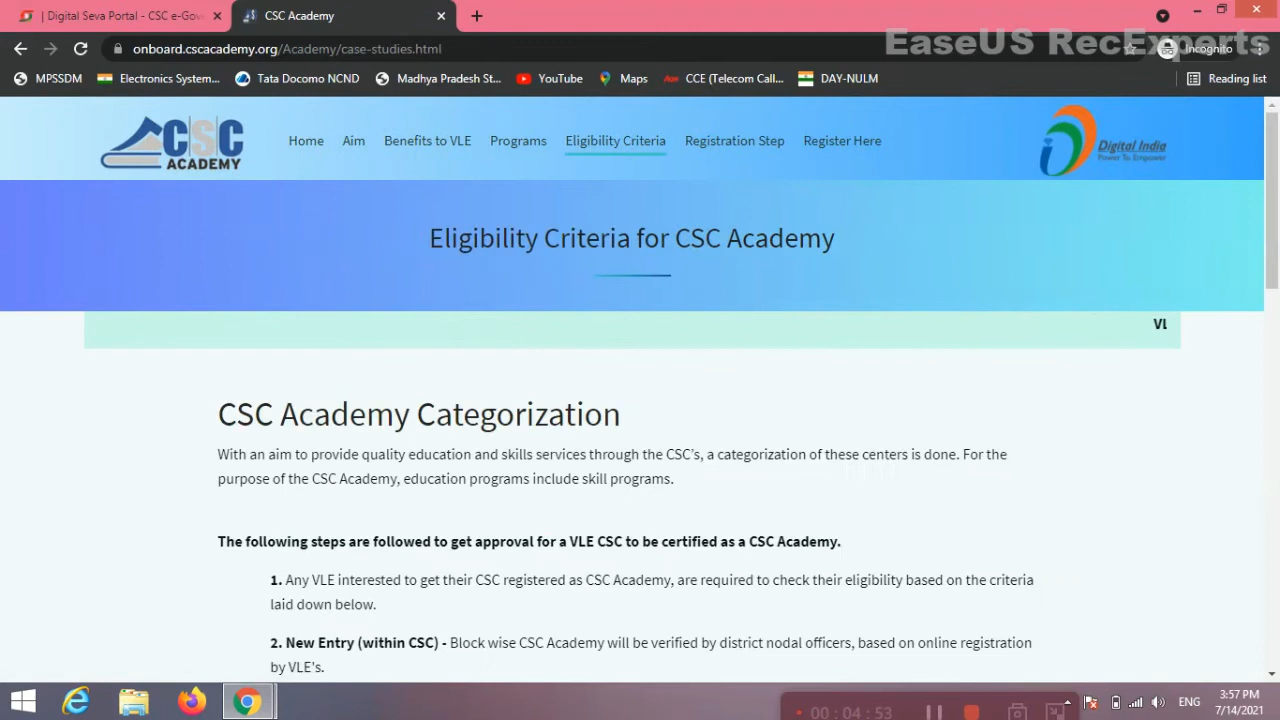 | Digital Seva Portal - CSC e-Gov
CSC Academy
onboard.cscacademy.org/Academy/case-studies.html
EaseUS RecExperts
Incognito
MPSSDM
Electronics System...
Tata Docomo NCND
Madhya Pradesh St...
YouTube
Maps
CCE (Telecom Call...
DAY-NULM
Reading list
CSC
ACADEMY
Home
Aim
Benefits to VLE
Programs
Eligibility Criteria
Registration Step
Register Here
Digital India
Power To Empower
Eligibility Criteria for CSC Academy
VL
CSC Academy Categorization
With an aim to provide quality education and skills services through the CSC's, a categorization of these centers is done. For the
purpose of the CSC Academy, education programs include skill programs.
The following steps are followed to get approval for a VLE CSC to be certified as a CSC Academy.
1. Any VLE interested to get their CSC registered as CSC Academy, are required to check their eligibility based on the criteria
laid down below.
2. New Entry (within CSC) - Block wise CSC Academy will be verified by district nodal officers, based on online registration
by VLE's.
00:04:53
ENG
3:57 PM
7/14/2021